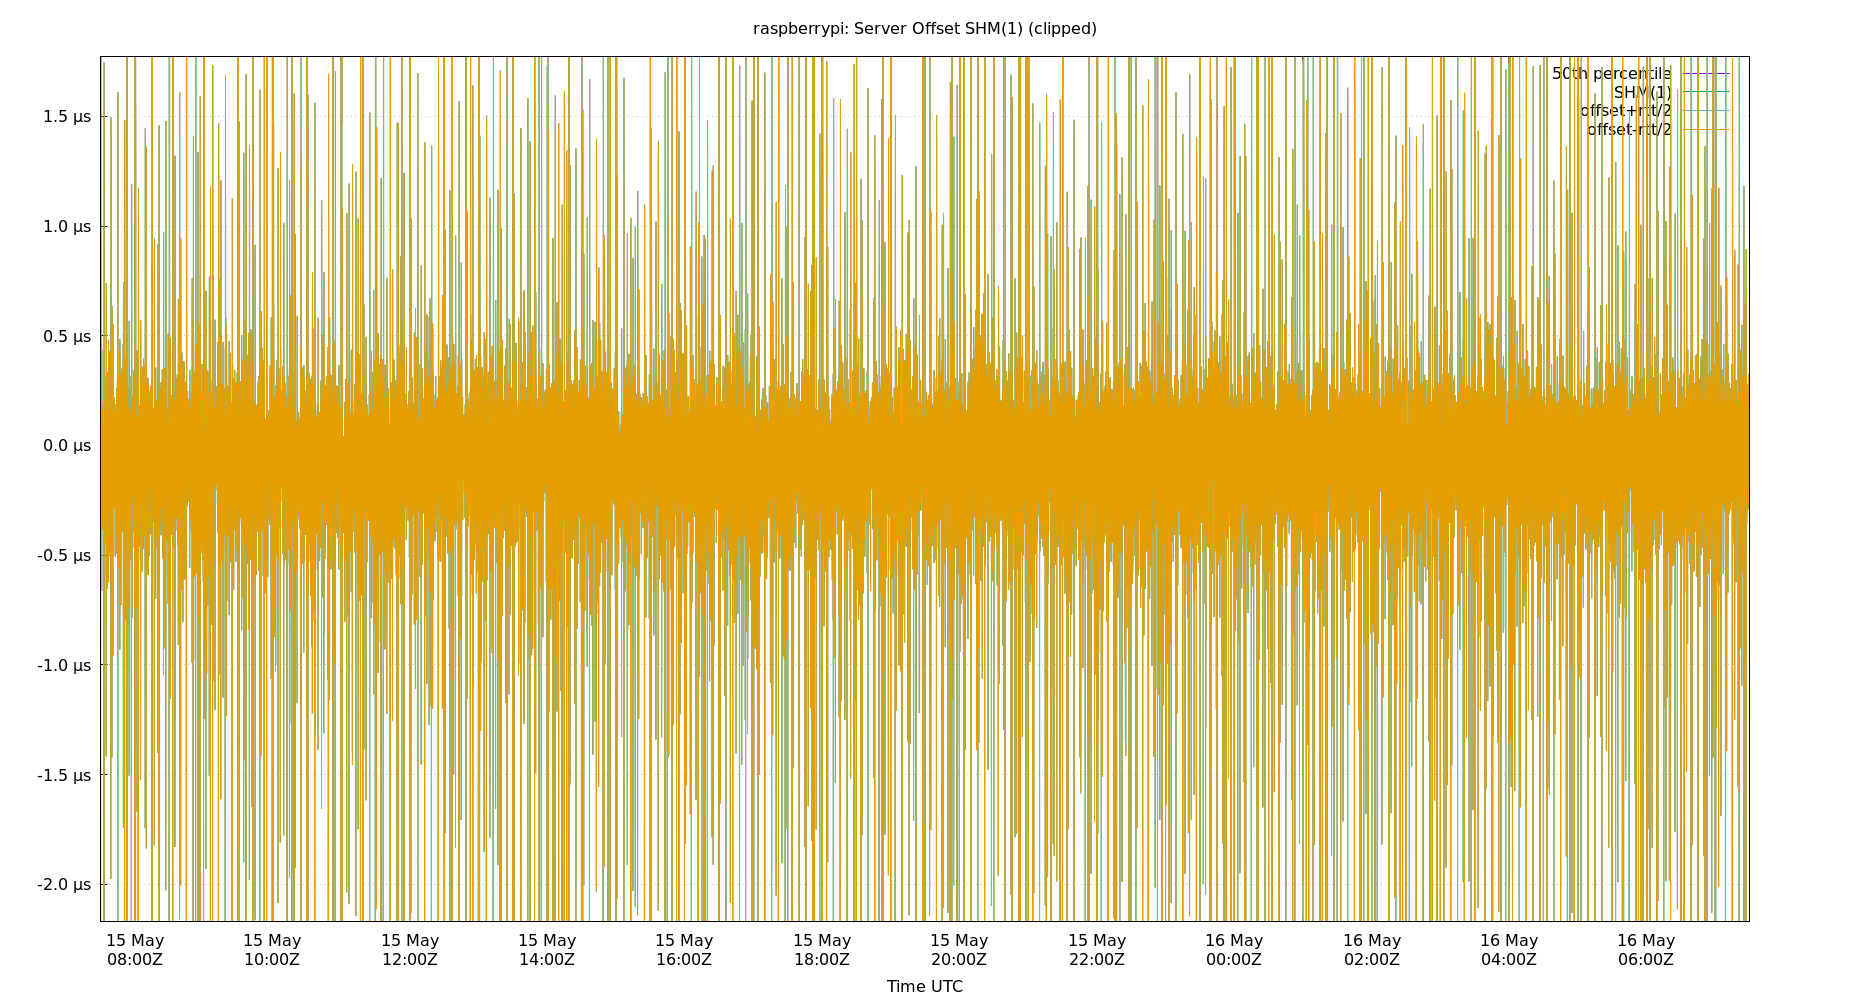 raspberrypi: Server Offset SHM(1) (clipped)
50th percentile
SHM(1)
offset+rtt/2
offset-rtt/2
1.5 µs
1.0 µs
0.5 µs
0.0 µs
-0.5 µs
-1.0 µs
-1.5 µs
-2.0 µs
15 May 15 May 15 May 15 May 15 May 15 May 15 May 15 May 16 May 16 May 16 May 16 May
08:00Z 10:00Z 12:00Z 14:00Z 16:00Z 18:00Z 20:00Z 22:00Z 00:00Z 02:00Z 04:00Z 06:00Z
Time UTC